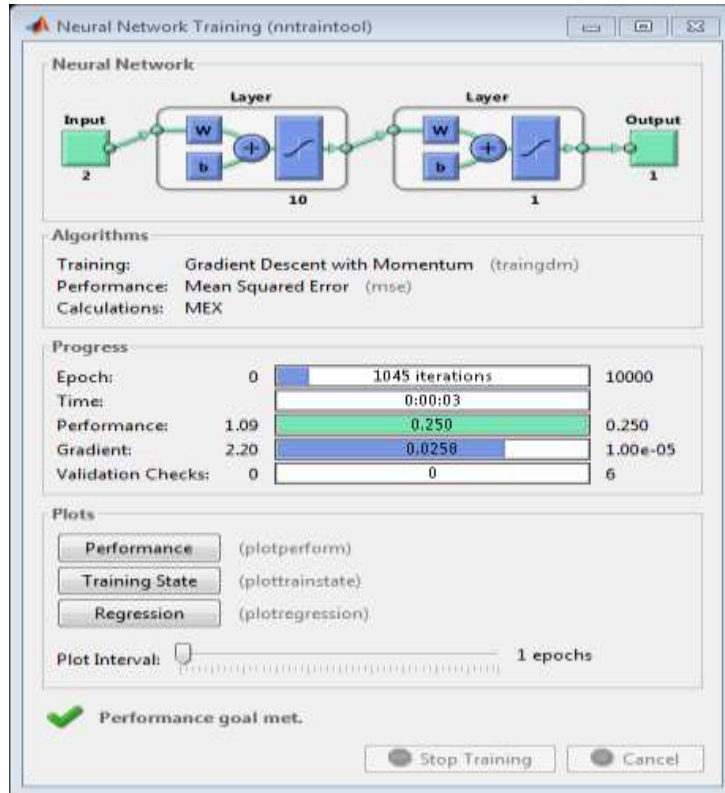 Neural Network Training (nntraintool)
Neural Network
Layer
Layer
Input
W
b
+
W
b
+
Output
2
10
1
1
Algorithms
Training: Gradient Descent with Momentum (traingdm)
Performance: Mean Squared Error (mse)
Calculations: MEX
Progress
Epoch: 0 1045 iterations 10000
Time: 0:00:03
Performance: 1.09 0.250 0.250
Gradient: 2.20 0.0258 1.00e-05
Validation Checks: 0 0 6
Plots
Performance (plotperform)
Training State (plottrainstate)
Regression (plotregression)
Plot Interval: 1 epochs
Performance goal met.
Stop Training Cancel